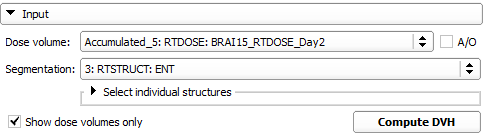 Input
Dose volume: Accumulated_5: RTDOSE: BRAI15_RTDOSE_Day2 A/O
Segmentation: 3: RTSTRUCT: ENT
Select individual structures
Show dose volumes only Compute DVH